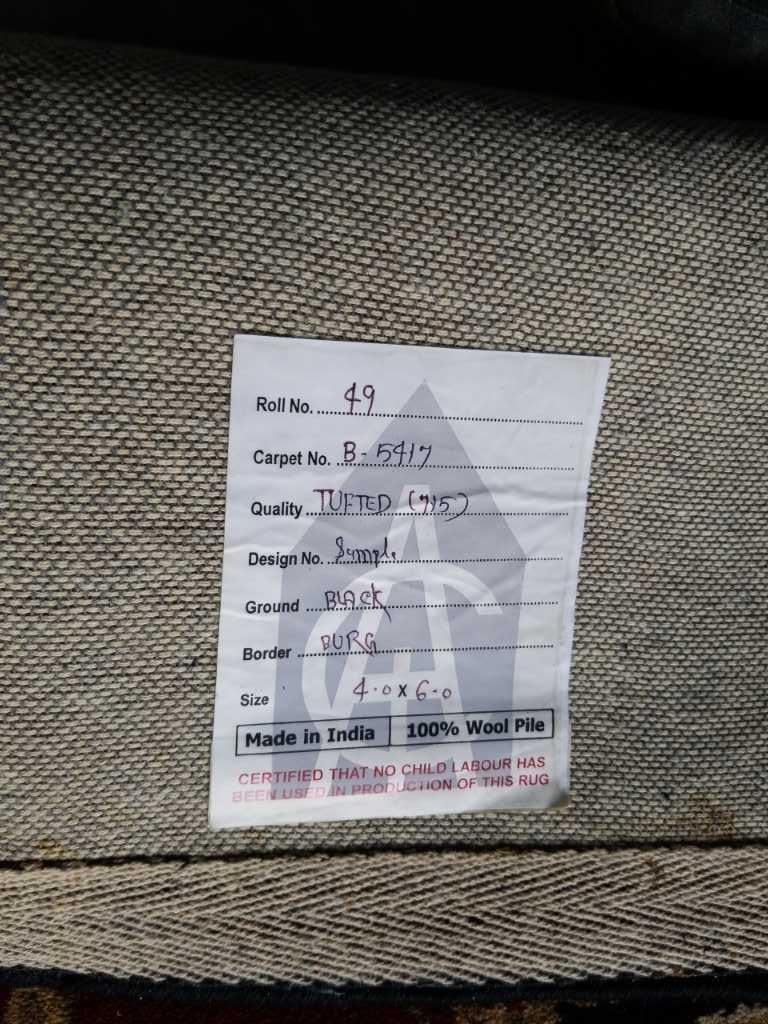 Roll No. 49
Carpet No. B-5417
Quality TUFTED (715)
Design No. Sample
Ground BLACK
Border BURG
Size 4.0 x 6.0
Made in India 100% Wool Pile
CERTIFIED THAT NO CHILD LABOUR HAS
BEEN USED IN PRODUCTION OF THIS RUG